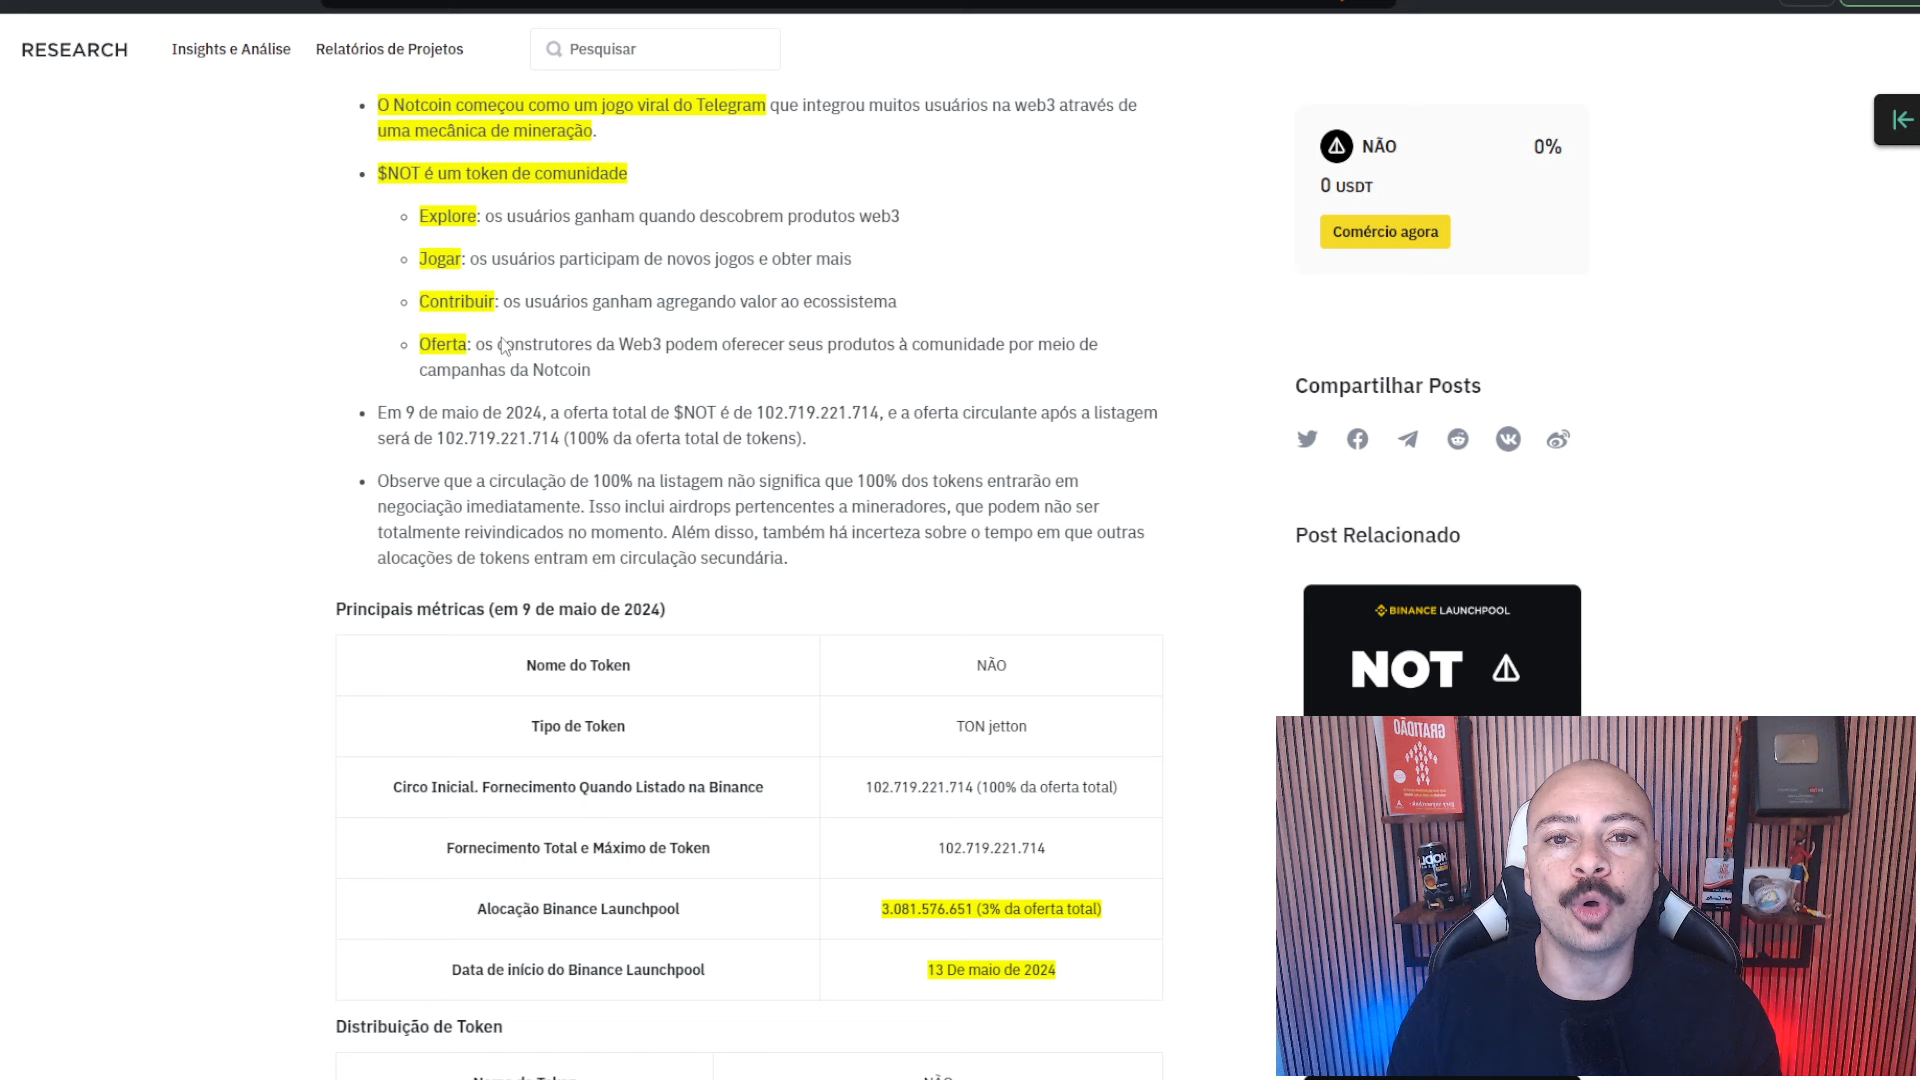 RESEARCH
Insights e Análise
Relatórios de Projetos
Pesquisar
O Notcoin começou como um jogo viral do Telegram que integrou muitos usuários na web3 através de
uma mecânica de mineração.
$NOT é um token de comunidade
Explore: os usuários ganham quando descobrem produtos web3
Jogar: os usuários participam de novos jogos e obter mais
Contribuir: os usuários ganham agregando valor ao ecossistema
Oferta: os construtores da Web3 podem oferecer seus produtos à comunidade por meio de
campanhas da Notcoin
Em 9 de maio de 2024, a oferta total de $NOT é de 102.719.221.714, e a oferta circulante após a listagem
será de 102.719.221.714 (100% da oferta total de tokens).
Observe que a circulação de 100% na listagem não significa que 100% dos tokens entrarão em
negociação imediatamente. Isso inclui airdrops pertencentes a mineradores, que podem não ser
totalmente reivindicados no momento. Além disso, também há incerteza sobre o tempo em que outras
alocações de tokens entram em circulação secundária.
Principais métricas (em 9 de maio de 2024)
Nome do Token NÃO
Tipo de Token TON jetton
Circo Inicial. Fornecimento Quando Listado na Binance 102.719.221.714 (100% da oferta total)
Fornecimento Total e Máximo de Token 102.719.221.714
Alocação Binance Launchpool 3.081.576.651 (3% da oferta total)
Data de início do Binance Launchpool 13 De maio de 2024
Distribuição de Token
Nome do Token NÃO
NÃO 0%
0 USDT
Comércio agora
Compartilhar Posts
Post Relacionado
BINANCE LAUNCHPOOL
NOT
GRATIDÃO